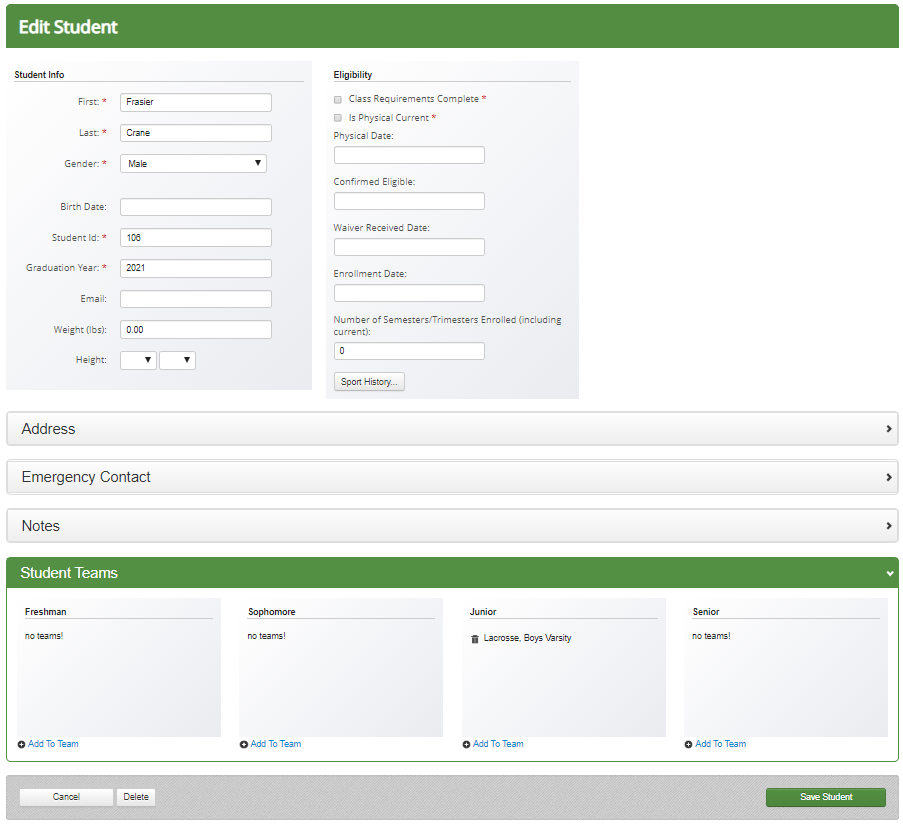 Edit Student
Student Info
First: *
Frasier
Last: *
Crane
Gender: *
Male
Birth Date:
Student Id: *
106
Graduation Year: *
2021
Email:
Weight (lbs):
0.00
Height:
Eligibility
Class Requirements Complete *
Is Physical Current *
Physical Date:
Confirmed Eligible:
Waiver Received Date:
Enrollment Date:
Number of Semesters/Trimesters Enrolled (including
current):
0
Sport History...
Address
Emergency Contact
Notes
Student Teams
Freshman
no teams!
Add To Team
Sophomore
no teams!
Add To Team
Junior
Lacrosse, Boys Varsity
Add To Team
Senior
no teams!
Add To Team
Cancel
Delete
Save Student